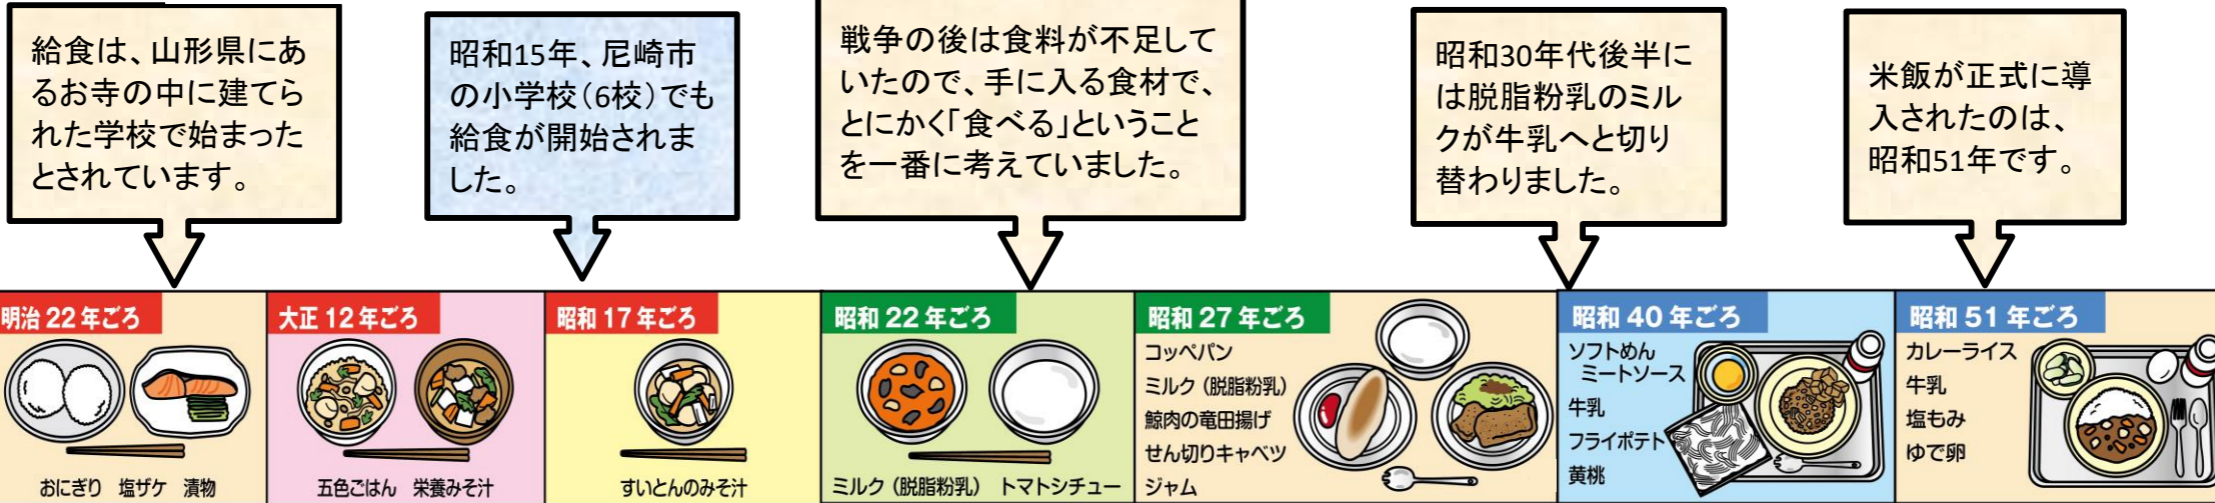 給食は、山形県にあ
るお寺の中に建てら
れた学校で始まった
とされています。
昭和15年、尼崎市
の小学校（6校）でも
給食が開始されま
した。
戦争の後は食料が不足して
いたので、手に入る食材で、
とにかく「食べる」ということ
を一番に考えていました。
昭和30年代後半に
は脱脂粉乳のミル
クが牛乳へと切り
替わりました。
米飯が正式に導
入されたのは、
昭和51年です。
明治 22 年ごろ
おにぎり 塩ザケ 漬物
大正 12 年ごろ
五色ごはん 栄養みそ汁
昭和 17 年ごろ
すいとんのみそ汁
昭和 22 年ごろ
ミルク（脱脂粉乳） トマトシチュー
昭和 27 年ごろ
コッペパン
ミルク（脱脂粉乳）
鯨肉の竜田揚げ
せん切りキャベツ
ジャム
昭和 40 年ごろ
ソフトめん
ミートソース
牛乳
フライポテト
黄桃
昭和 51 年ごろ
カレーライス
牛乳
塩もみ
ゆで卵